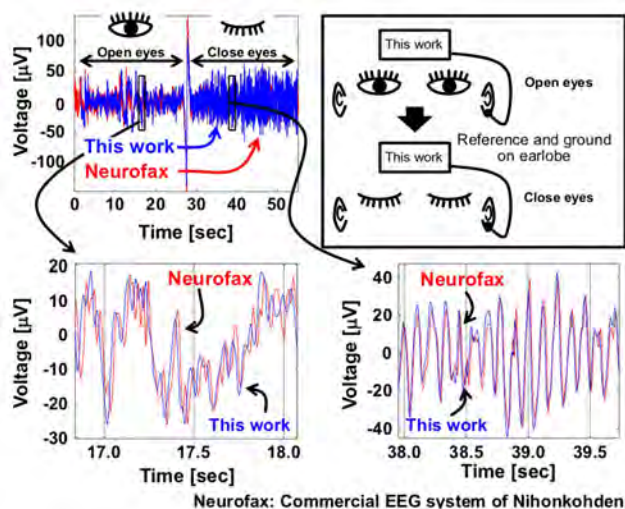 Voltage [μV]
100
50
0
-50
-100
Open eyes
Close eyes
This work
Neurofax
0
20
40
Time [sec]
This work
Open eyes
Reference and ground
on earlobe
This work
Close eyes
Voltage [μV]
20
10
0
-10
-20
-30
Neurofax
This work
17.0
17.5
18.0
Time [sec]
Voltage [μV]
40
20
0
-20
-40
Neurofax
This work
38.0
38.5
39.0
39.5
Time [sec]
Neurofax: Commercial EEG system of Nihonkohden